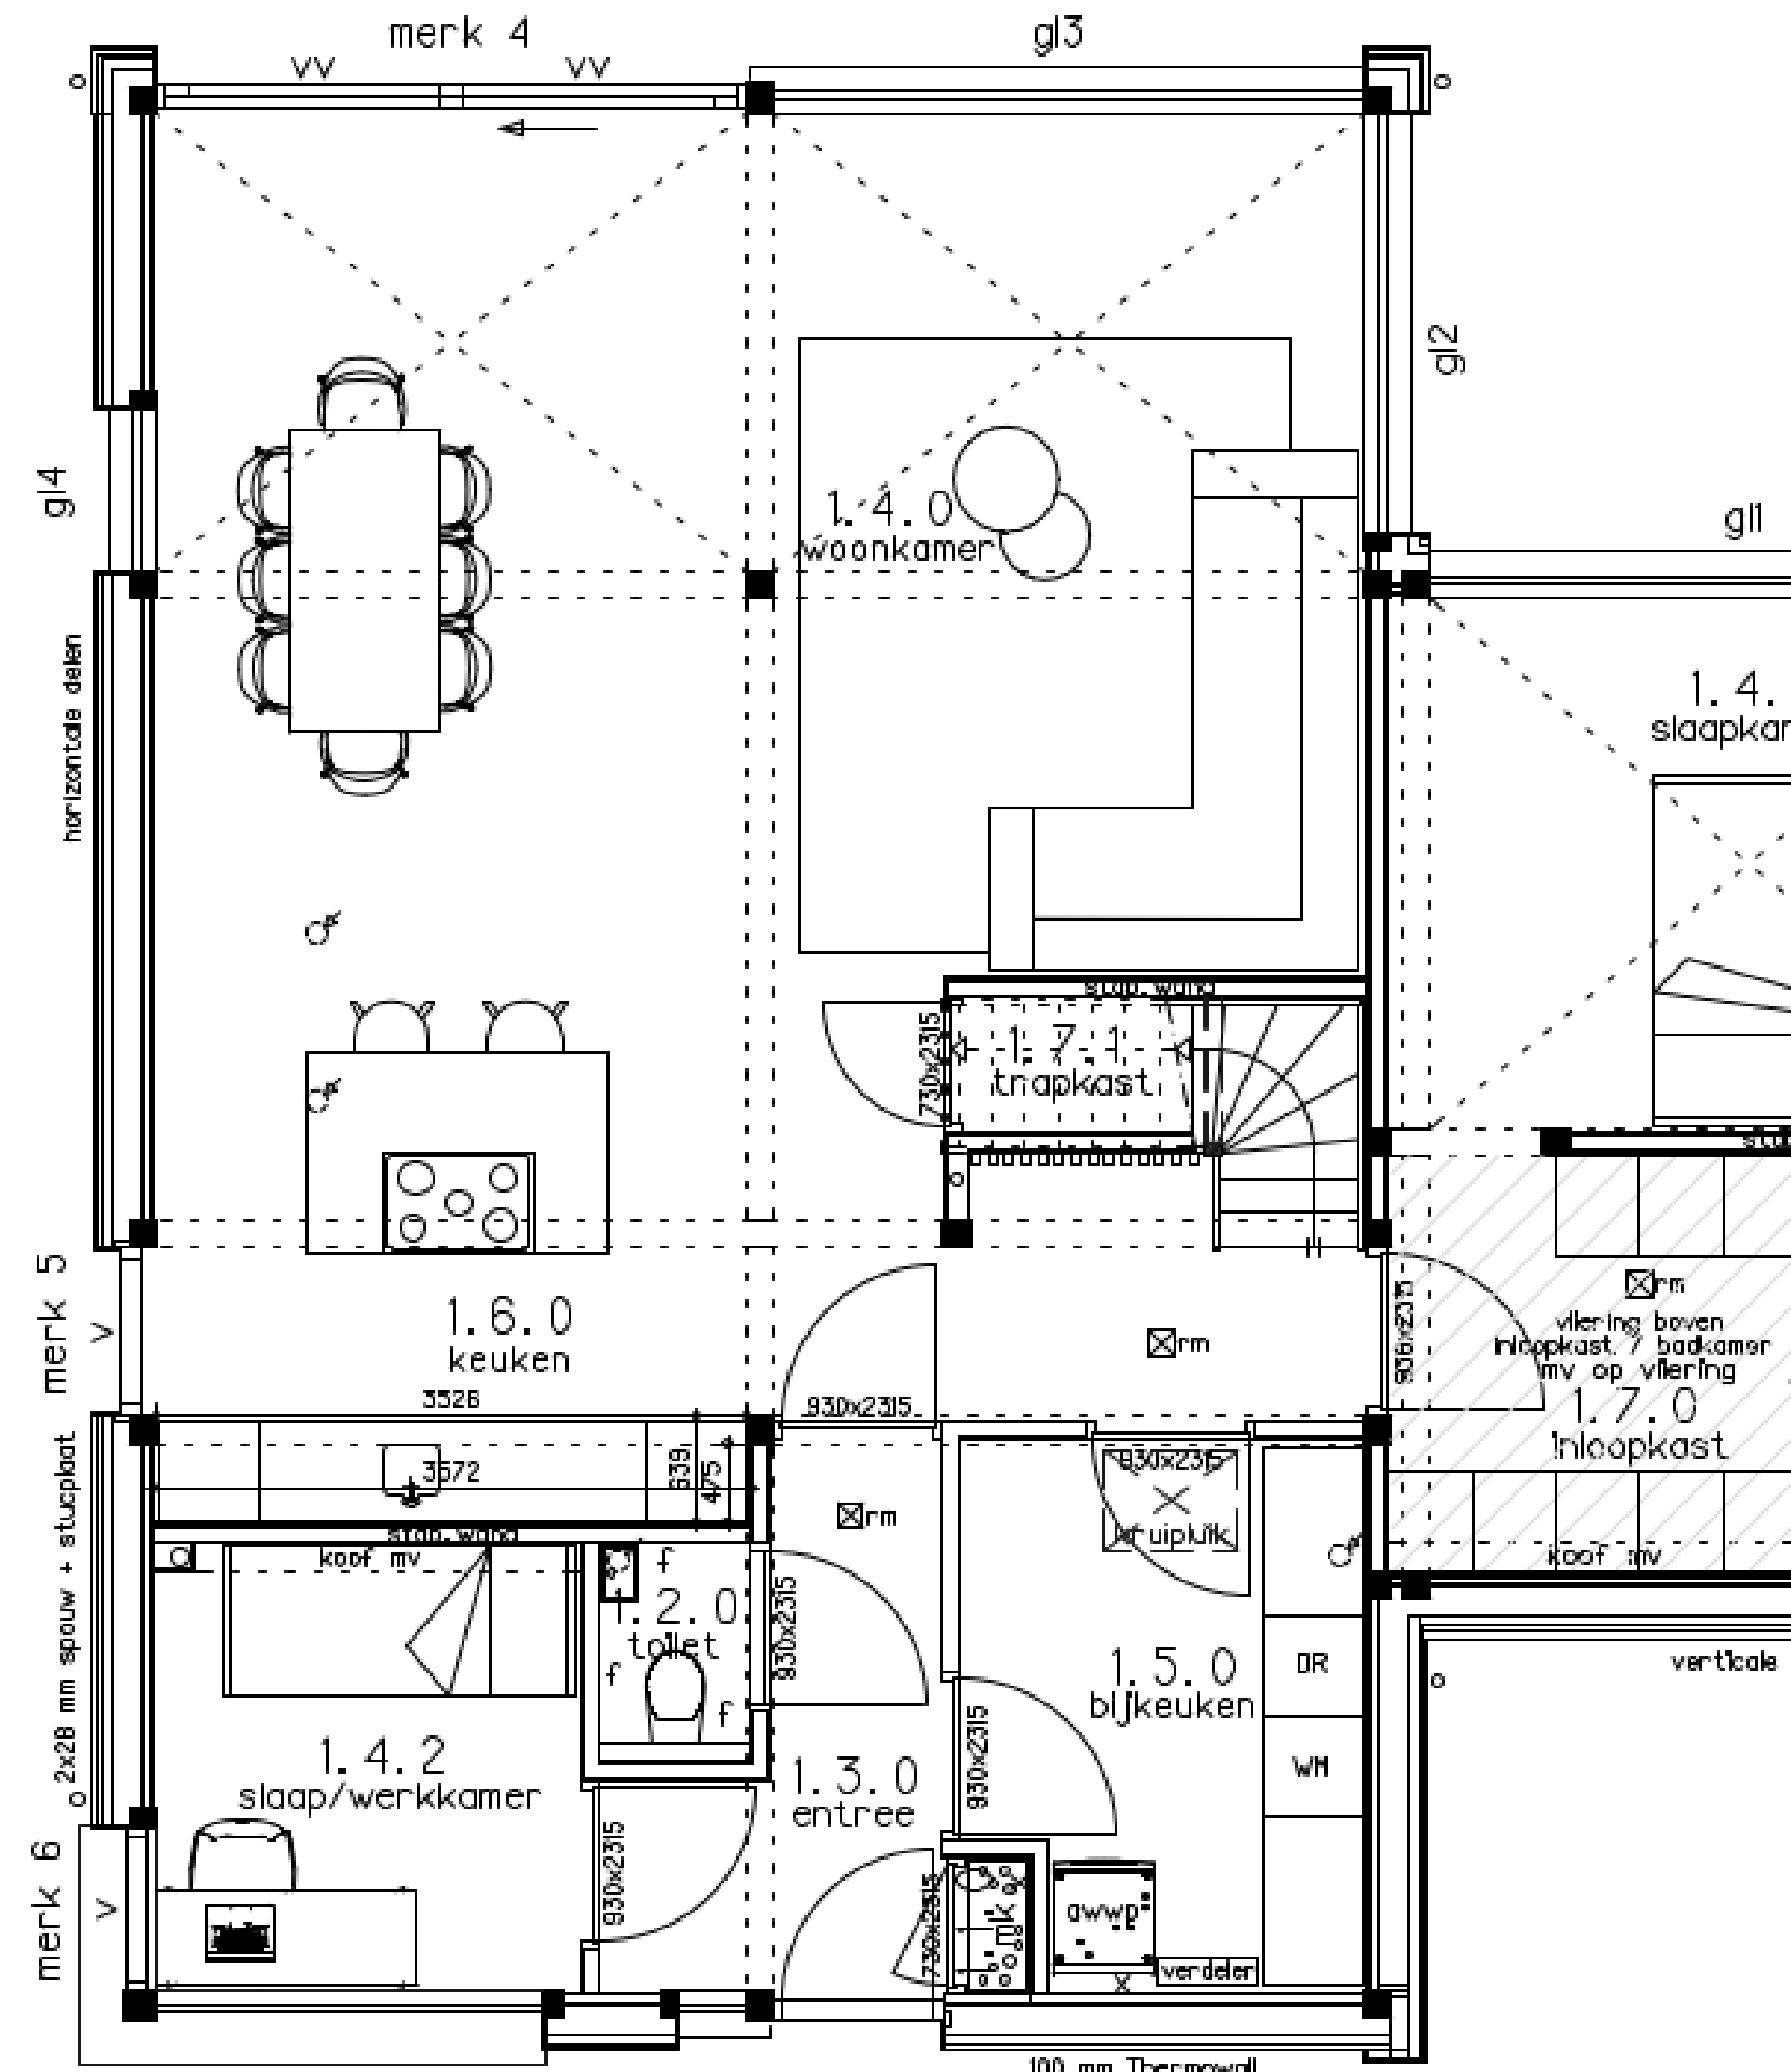 merk 4
gl3
vv
vv
gl2
gl4
gl1
1.4.0
woonkamer
horizontale delen
1.4.
slaapkar
stap.wand
730x2315
1.7.1
trapkast
merk 5
v
1.6.0
keuken
3328
930x2315
rm
rm
vliering boven
inloopkast / badkamer
mv op vliering
1.7.0
inloopkast
3572
639
475
rm
930x2315
kruipluik
stap.wand
koof mv
koof mv
2x28 mm spouw + stucplaat
f
1.2.0
toilet
f
f
930x2315
1.5.0
bijkeuken
DR
WM
verticale
1.4.2
slaap/werkkamer
1.3.0
entree
930x2315
930x2315
merk 6
v
730x2315
mk
awwp
verdeler
100 mm Thermowall